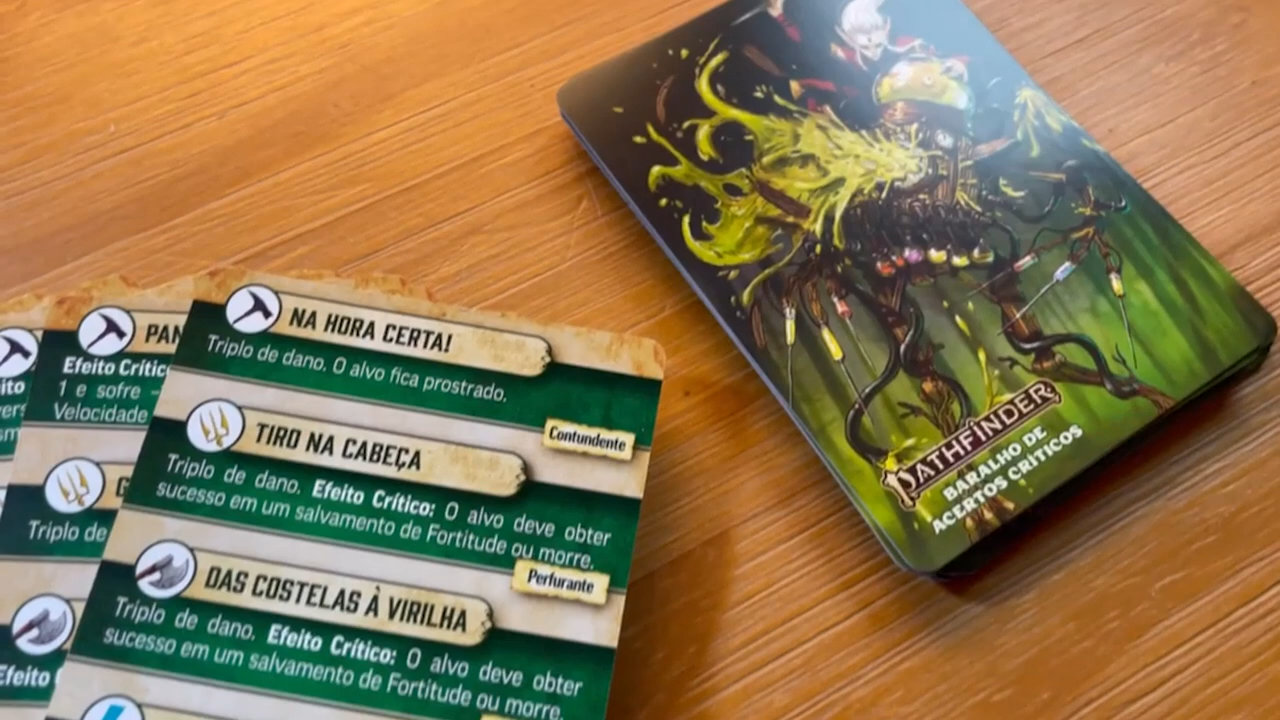 NA HORA CERTA!
Triplo de dano. O alvo fica prostrado.
Contundente
TIRO NA CABEÇA
Triplo de dano. Efeito Crítico: O alvo deve obter
sucesso em um salvamento de Fortitude ou morre.
Perfurante
DAS COSTELAS À VIRILHA
Triplo de dano. Efeito Crítico: O alvo deve obter
sucesso em um salvamento de Fortitude ou morre.
PAN
Efeito Crític
1 e sofre
Velocidade
Triplo de
Efeito
PATHFINDER
BARALHO DE
ACERTOS CRÍTICOS